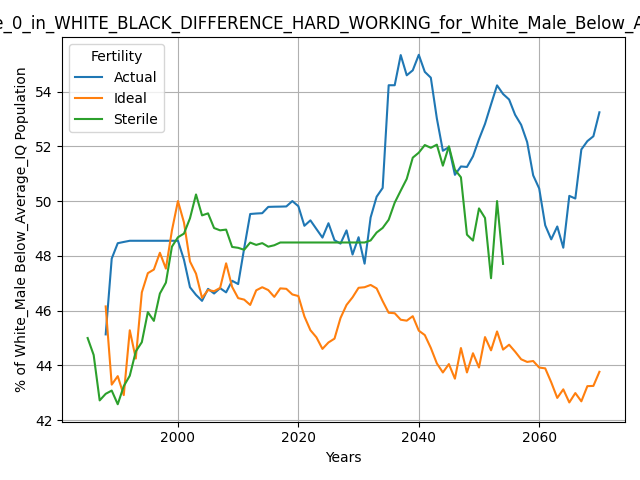 e_0_in_WHITE_BLACK_DIFFERENCE_HARD_WORKING_for_White_Male_Below_A
Fertility
Actual
Ideal
Sterile
% of White_Male Below_Average_IQ Population
54
52
50
48
46
44
42
2000
2020
2040
2060
Years